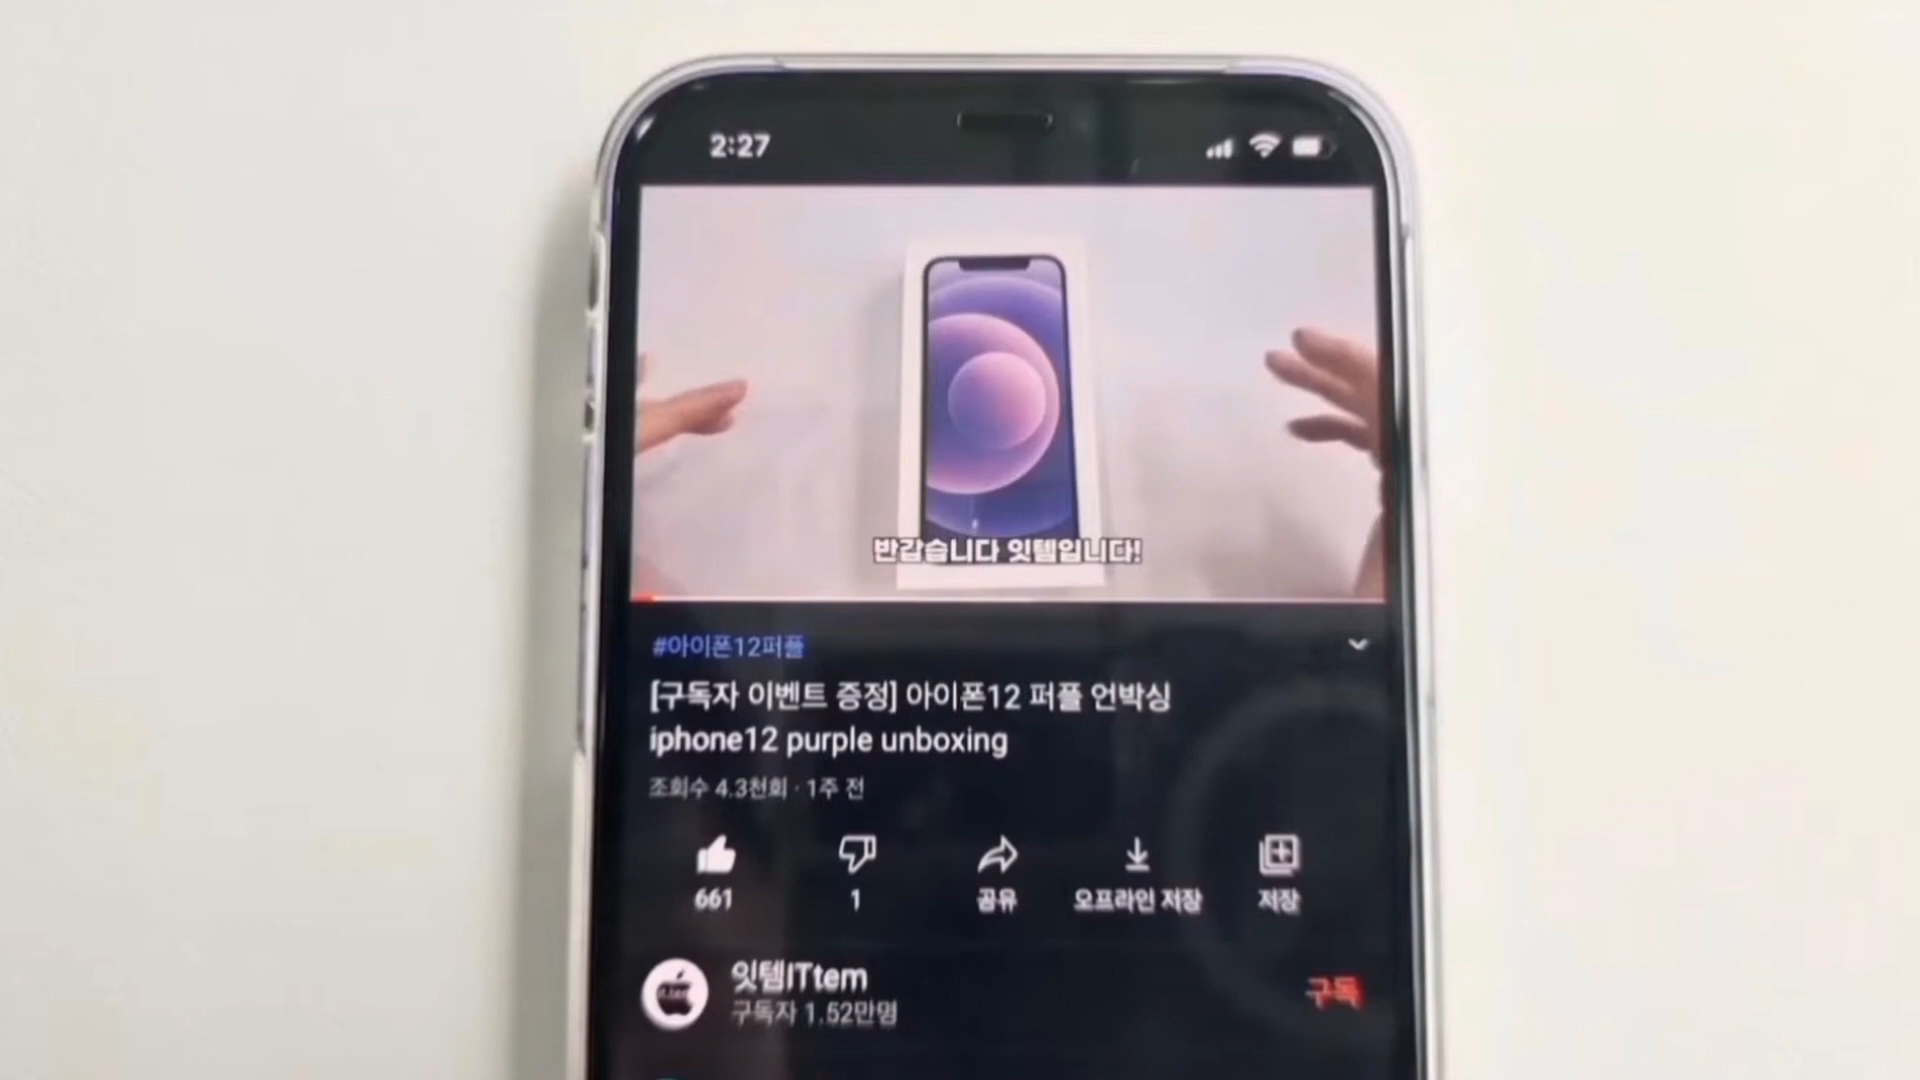 2:27
반갑습니다 잇템입니다!
#아이폰12퍼플
[구독자 이벤트 증정] 아이폰12 퍼플 언박싱
iphone12 purple unboxing
조회수 4.3천회 · 1주 전
661
1
공유
오프라인 저장
저장
잇템ITtem
구독자 1.52만명
구독